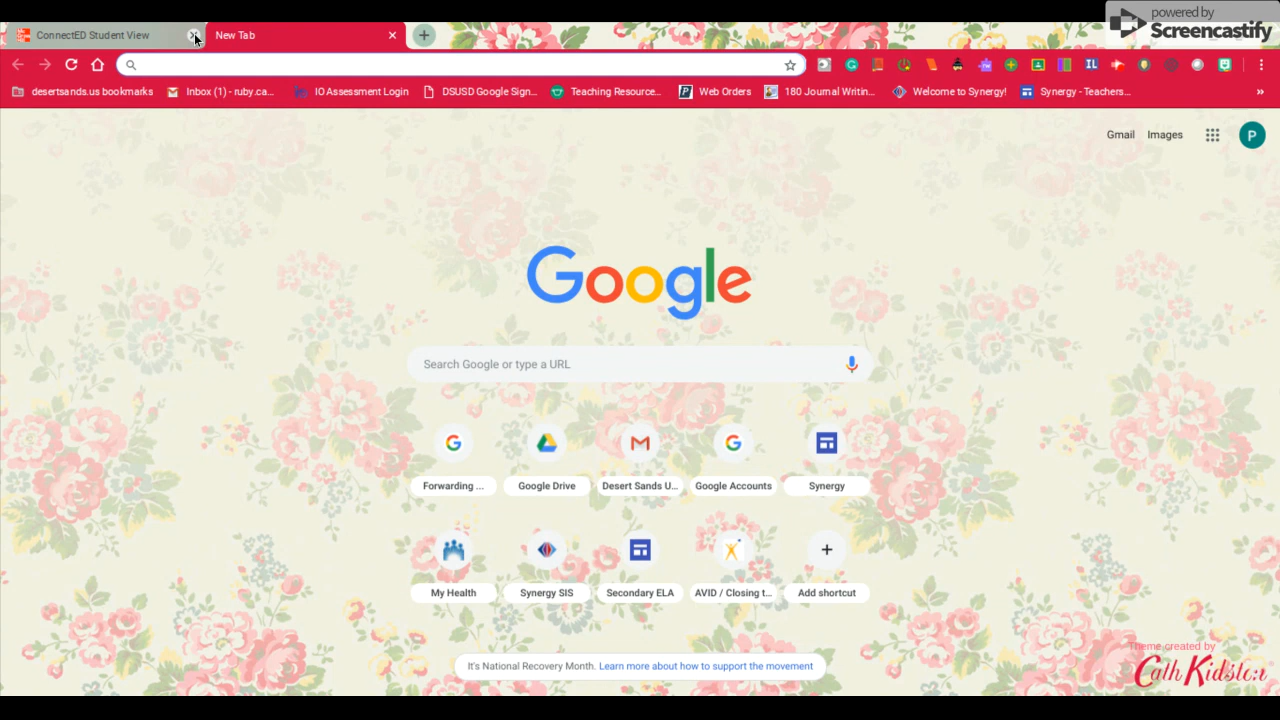 powered by
Screencastify
ConnectED Student View
New Tab
desertsands.us bookmarks
Inbox (1) - ruby.ca...
IO Assessment Login
DSUSD Google Sign...
Teaching Resource...
Web Orders
180 Journal Writin...
Welcome to Synergy!
Synergy - Teachers...
»
Gmail
Images
P
Google
Search Google or type a URL
Forwarding ...
Google Drive
Desert Sands U...
Google Accounts
Synergy
My Health
Synergy SIS
Secondary ELA
AVID / Closing t...
Add shortcut
It's National Recovery Month. Learn more about how to support the movement
Theme created by
Cath Kidston